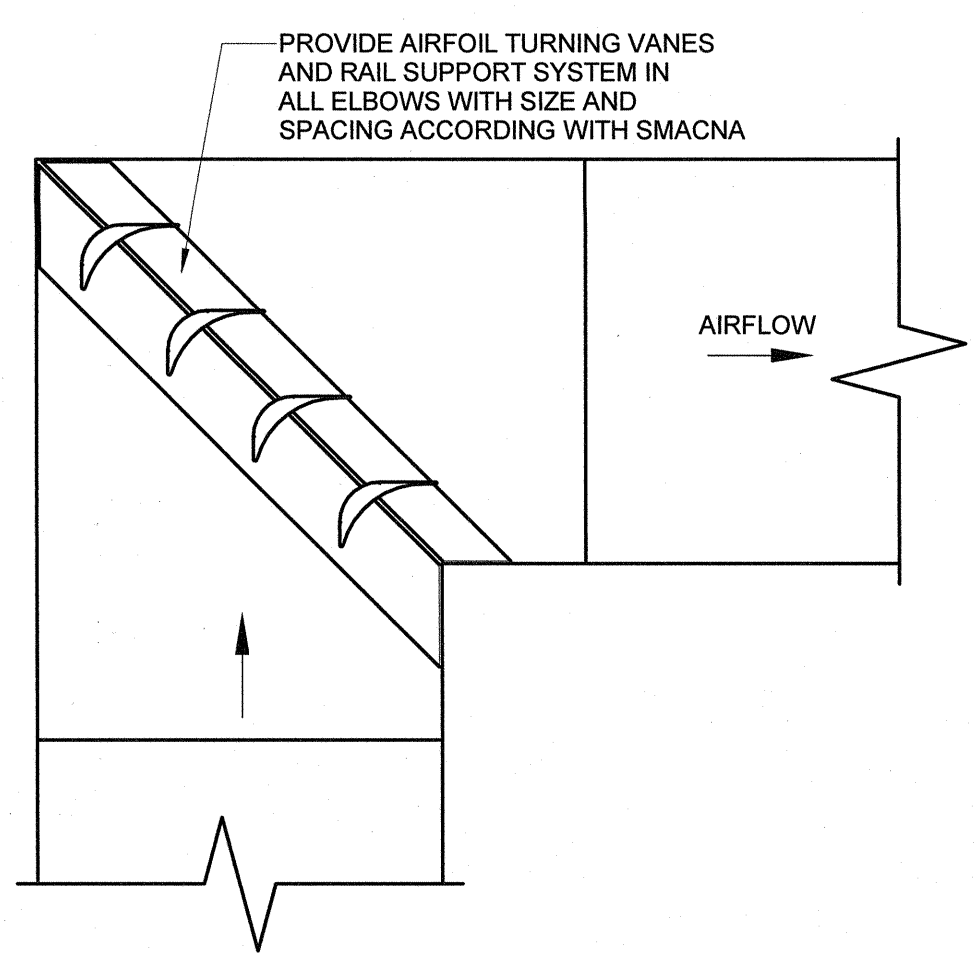 PROVIDE AIRFOIL TURNING VANES
AND RAIL SUPPORT SYSTEM IN
ALL ELBOWS WITH SIZE AND
SPACING ACCORDING WITH SMACNA
AIRFLOW